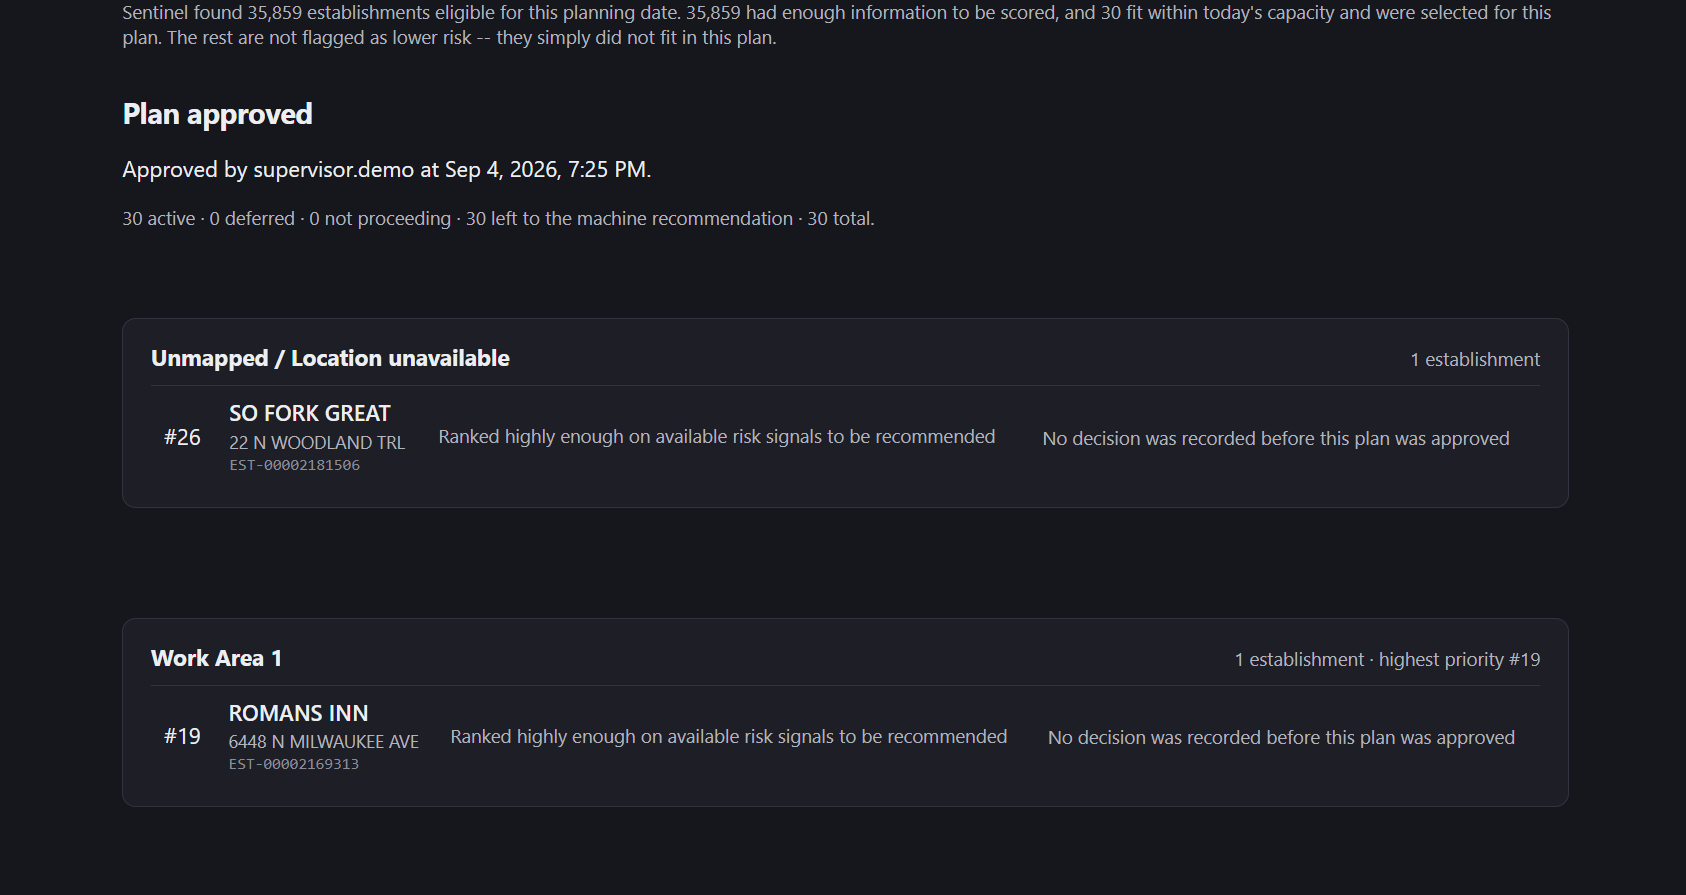 Sentinel found 35,859 establishments eligible for this planning date. 35,859 had enough information to be scored, and 30 fit within today's capacity and were selected for this
plan. The rest are not flagged as lower risk -- they simply did not fit in this plan.
Plan approved
Approved by supervisor.demo at Sep 4, 2026, 7:25 PM.
30 active · 0 deferred · 0 not proceeding · 30 left to the machine recommendation · 30 total.
Unmapped / Location unavailable
1 establishment
#26
SO FORK GREAT
22 N WOODLAND TRL
EST-00002181506
Ranked highly enough on available risk signals to be recommended
No decision was recorded before this plan was approved
Work Area 1
1 establishment · highest priority #19
#19
ROMANS INN
6448 N MILWAUKEE AVE
EST-00002169313
Ranked highly enough on available risk signals to be recommended
No decision was recorded before this plan was approved